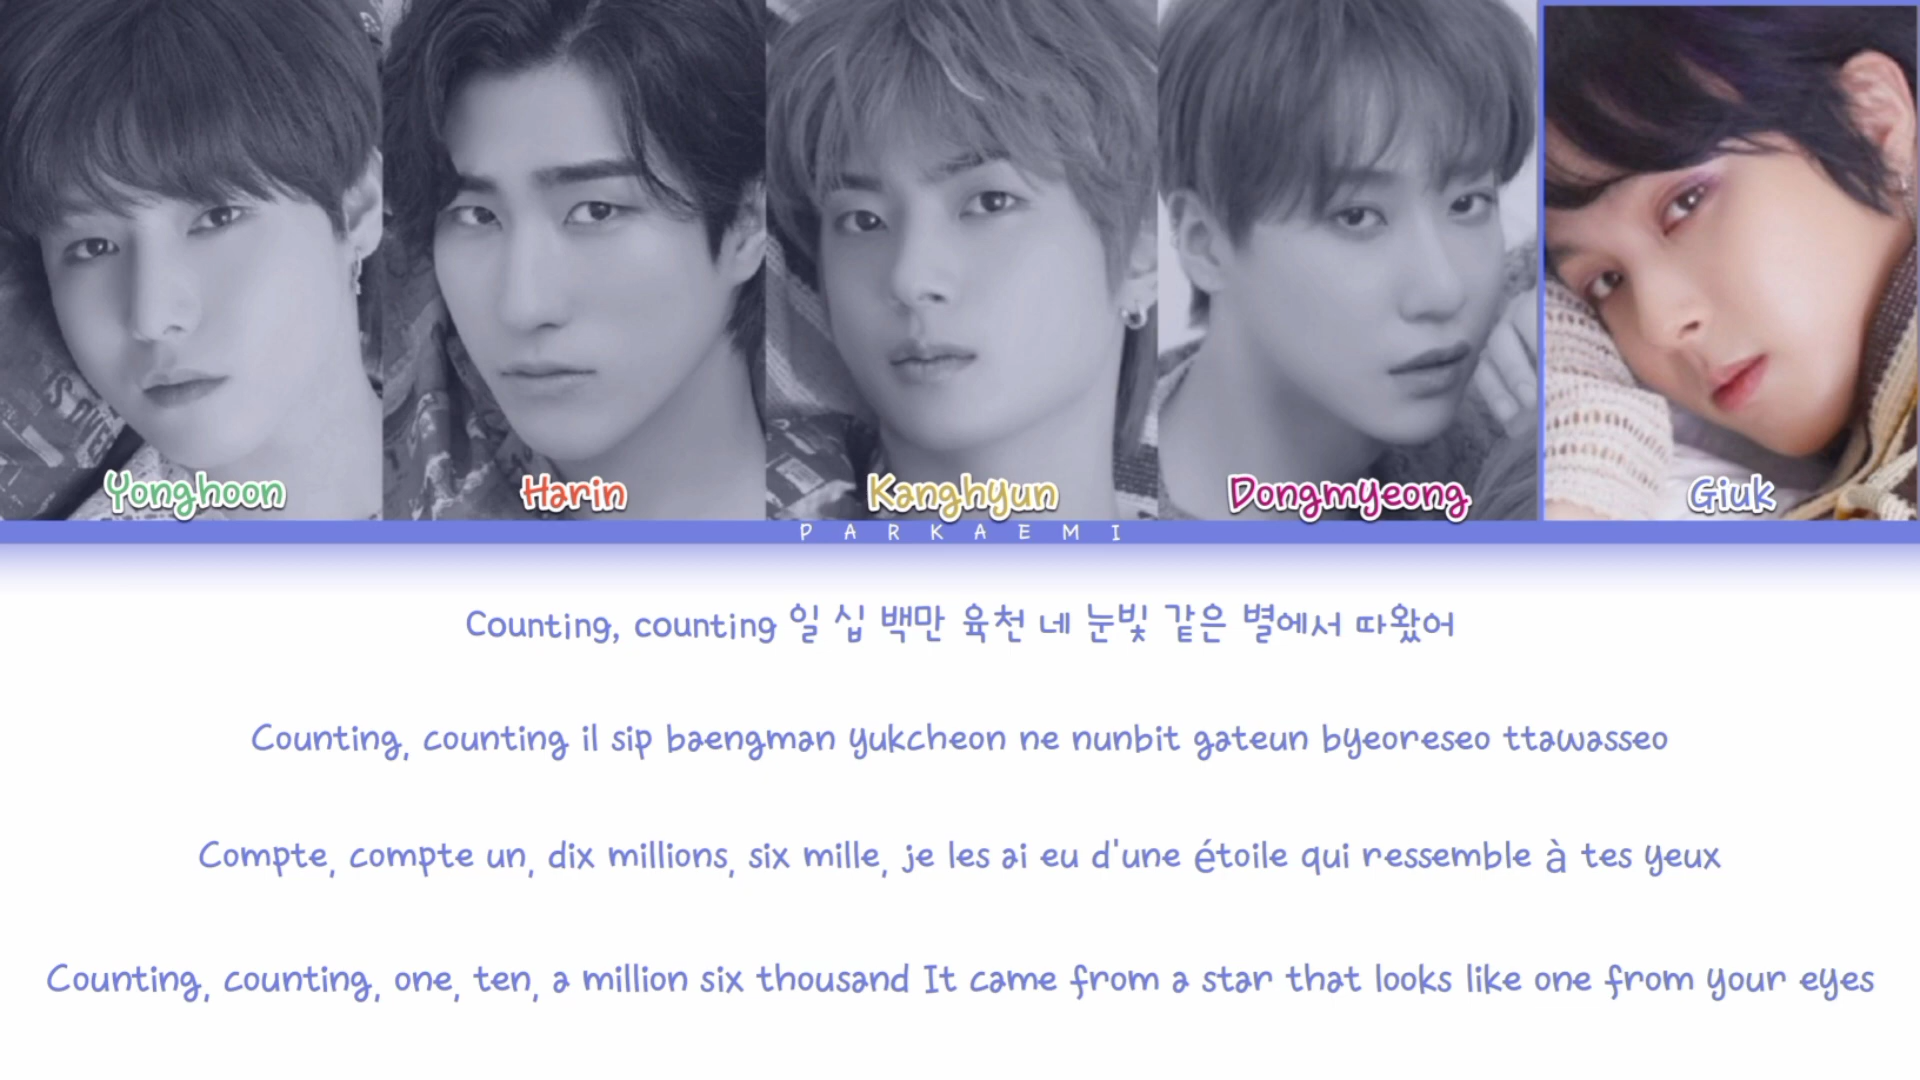 Yonghoon
Harin
Kanghyun
Dongmyeong
Giuk
PARKAEMI
Counting, counting 일 십 백만 육천 네 눈빛 같은 별에서 따왔어
Counting, counting il sip baengman yukcheon ne nunbit gateun byeoreseo ttawasseo
Compte, compte un, dix millions, six mille, je les ai eu d'une étoile qui ressemble à tes yeux
Counting, counting, one, ten, a million six thousand It came from a star that looks like one from your eyes